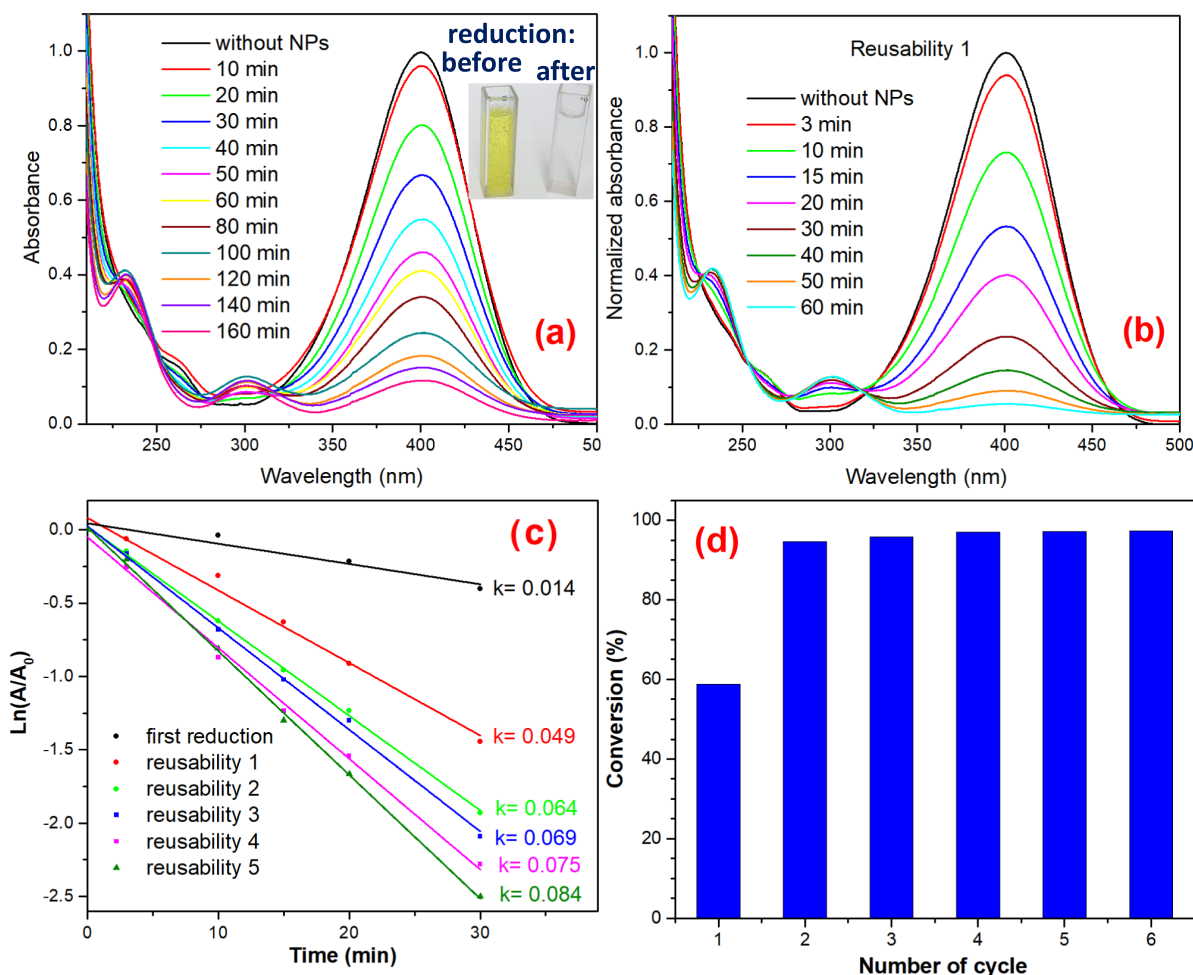 without NPs
10 min
20 min
30 min
40 min
50 min
60 min
80 min
100 min
120 min
140 min
160 min
reduction:
before after
(a)
Absorbance
1.0
0.8
0.6
0.4
0.2
0.0
250 300 350 400 450 500
Wavelength (nm)
Reusability 1
without NPs
3 min
10 min
15 min
20 min
30 min
40 min
50 min
60 min
(b)
Normalized absorbance
1.0
0.8
0.6
0.4
0.2
0.0
250 300 350 400 450 500
Wavelength (nm)
(c)
Ln(A/A0)
0.0
-0.5
-1.0
-1.5
-2.0
-2.5
k= 0.014
k= 0.049
k= 0.064
k= 0.069
k= 0.075
k= 0.084
first reduction
reusability 1
reusability 2
reusability 3
reusability 4
reusability 5
0 10 20 30
Time (min)
(d)
Conversion (%)
100
80
60
40
20
0
1 2 3 4 5 6
Number of cycle